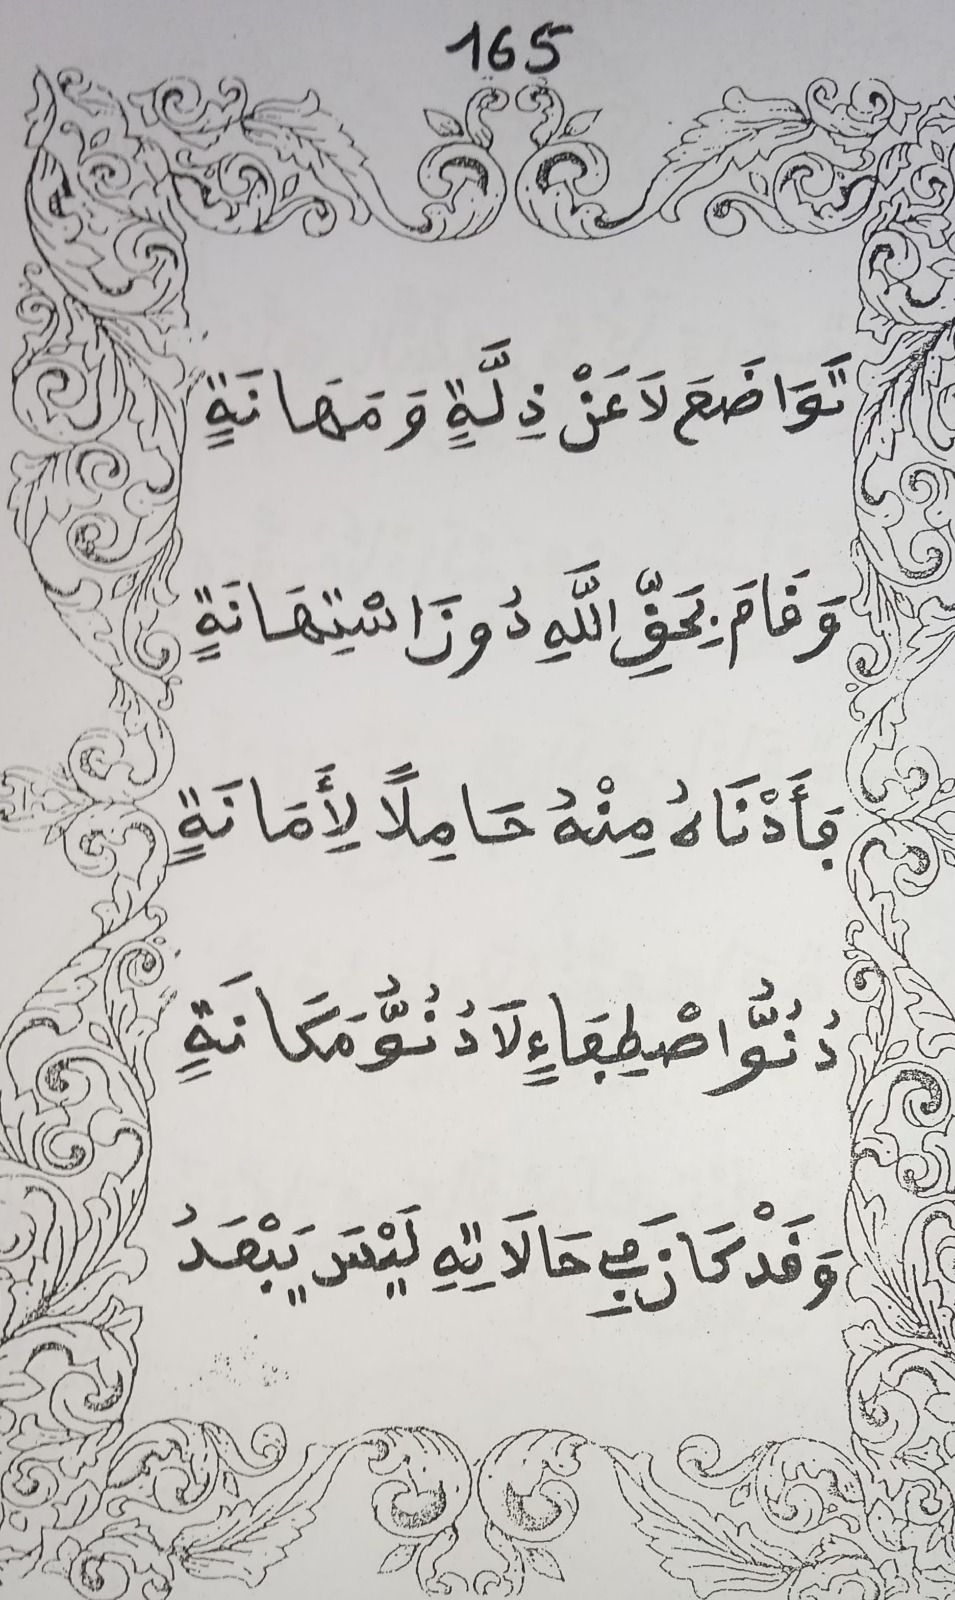 165
تَوَاضَعَ لَا عَنْ ذِلَّةٍ وَمَهَانَةٍ
وَقَامَ بِحَقِّ اللَّهِ دُونَ اسْتِهَانَةٍ
فَأَدْنَاهُ مِنْهُ حَامِلًا لِأَمَانَةٍ
دُنُوَّ اصْطِفَاءٍ لَا دُنُوَّ مَكَانَةٍ
وَقَدْ كَانَ فِي حَالَاتِهِ لَيْسَ يَبْعَدُ